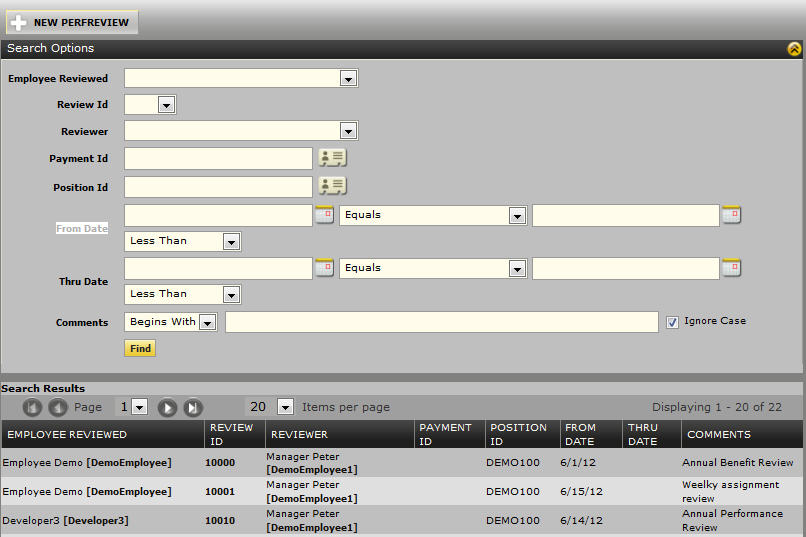 NEW PERFREVIEW
Search Options
Employee Reviewed
Review Id
Reviewer
Payment Id
Position Id
From Date Equals
Less Than
Thru Date Equals
Less Than
Comments Begins With Ignore Case
Find
Search Results
Page 1 20 Items per page Displaying 1 - 20 of 22
EMPLOYEE REVIEWED REVIEW ID REVIEWER PAYMENT ID POSITION ID FROM DATE THRU DATE COMMENTS
Employee Demo [DemoEmployee] 10000 Manager Peter [DemoEmployee1] DEMO100 6/1/12 Annual Benefit Review
Employee Demo [DemoEmployee] 10001 Manager Peter [DemoEmployee1] DEMO100 6/15/12 Weelky assignment review
Developer3 [Developer3] 10010 Manager Peter [DemoEmployee1] DEMO100 6/14/12 Annual Performance Review